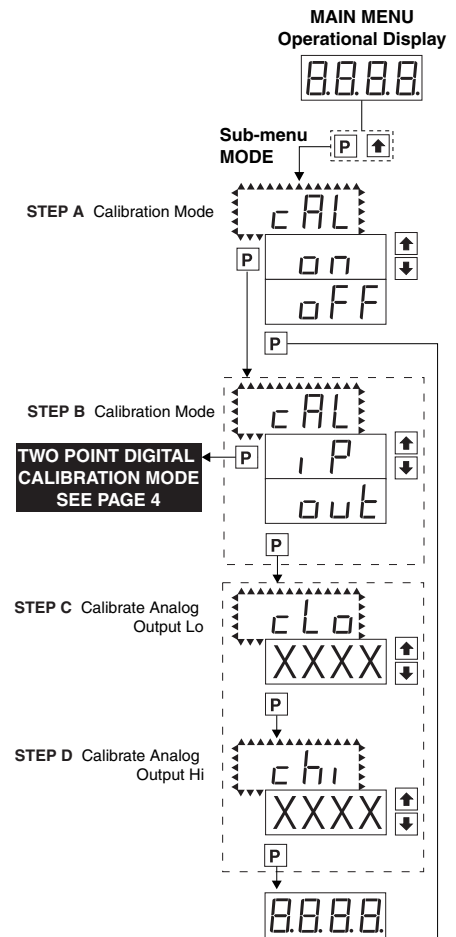 MAIN MENU
Operational Display
8.8.8.8.
Sub-menu
MODE
P
STEP A Calibration Mode
cAL
P
on
oFF
P
STEP B Calibration Mode
cAL
TWO POINT DIGITAL
CALIBRATION MODE
SEE PAGE 4
P
iP
out
P
STEP C Calibrate Analog
Output Lo
cLo
XXXX
P
STEP D Calibrate Analog
Output Hi
chi
XXXX
P
8.8.8.8.